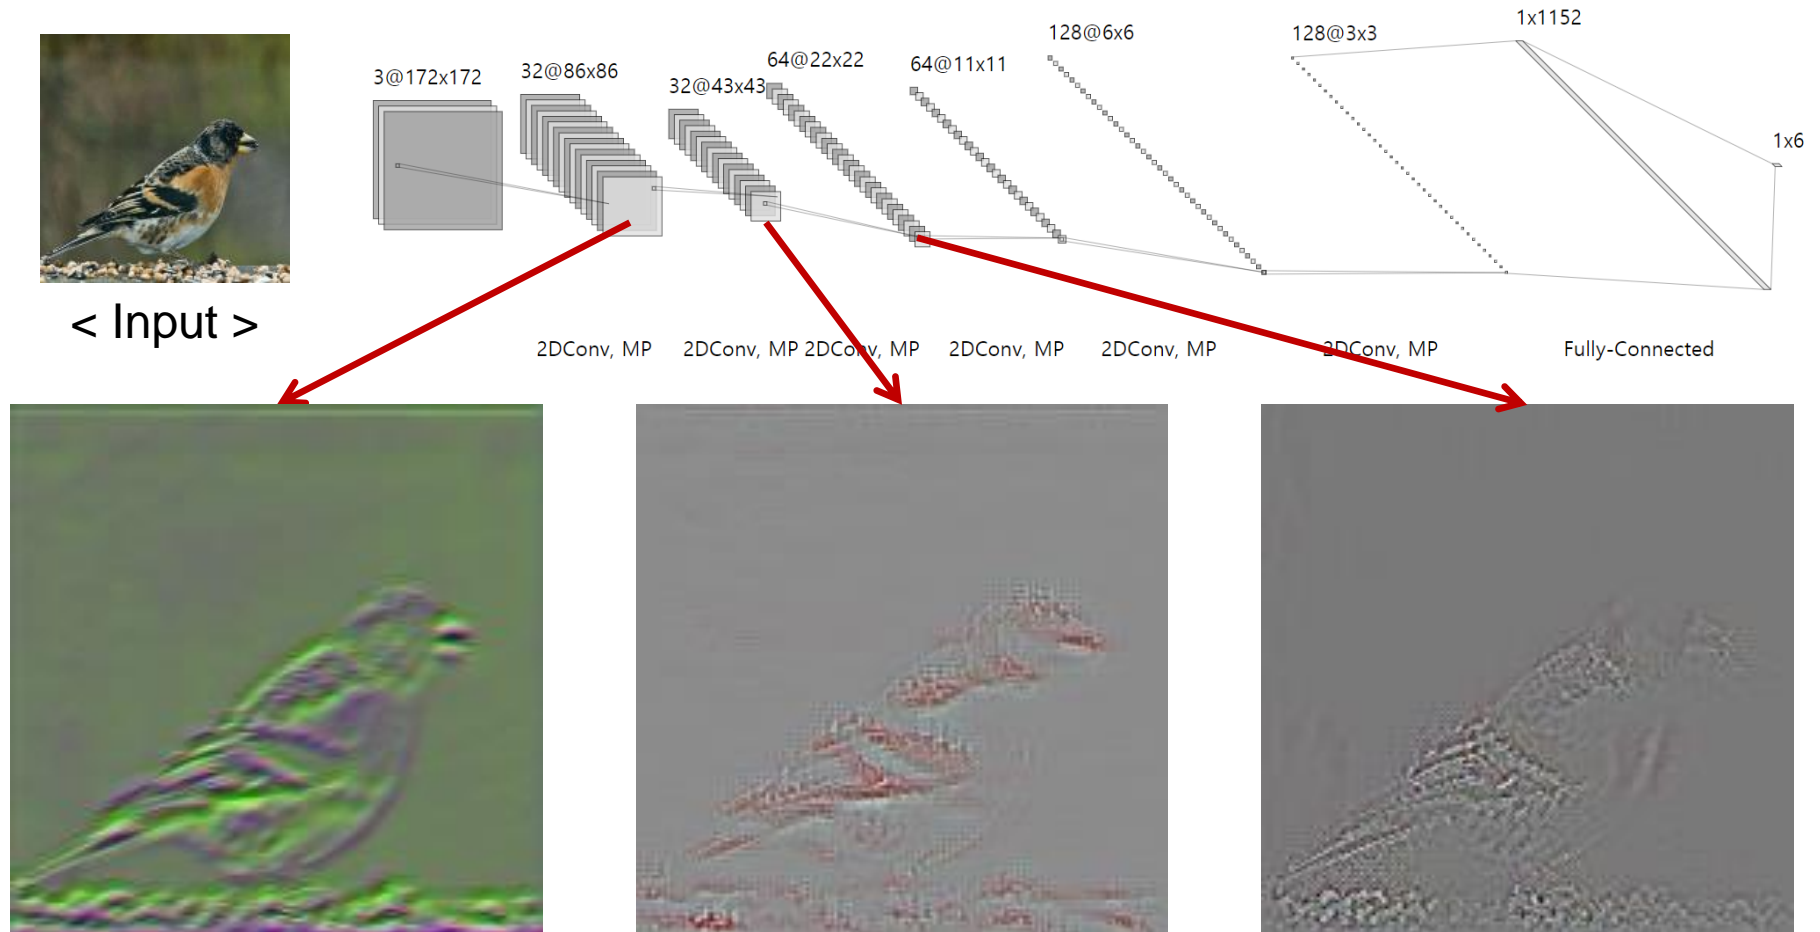 3@172x172
32@86x86
32@43x43
64@22x22
64@11x11
128@6x6
128@3x3
1x1152
1x6
< Input >
2DConv, MP
2DConv, MP
2DConv, MP
2DConv, MP
2DConv, MP
2DConv, MP
Fully-Connected